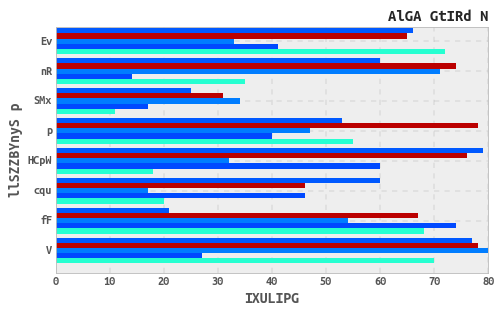 AlGA GtIRd N
llSZZBYnyS p
Ev
nR
SMx
p
HCpW
cqu
fF
V
0 10 20 30 40 50 60 70 80
IXULIPG